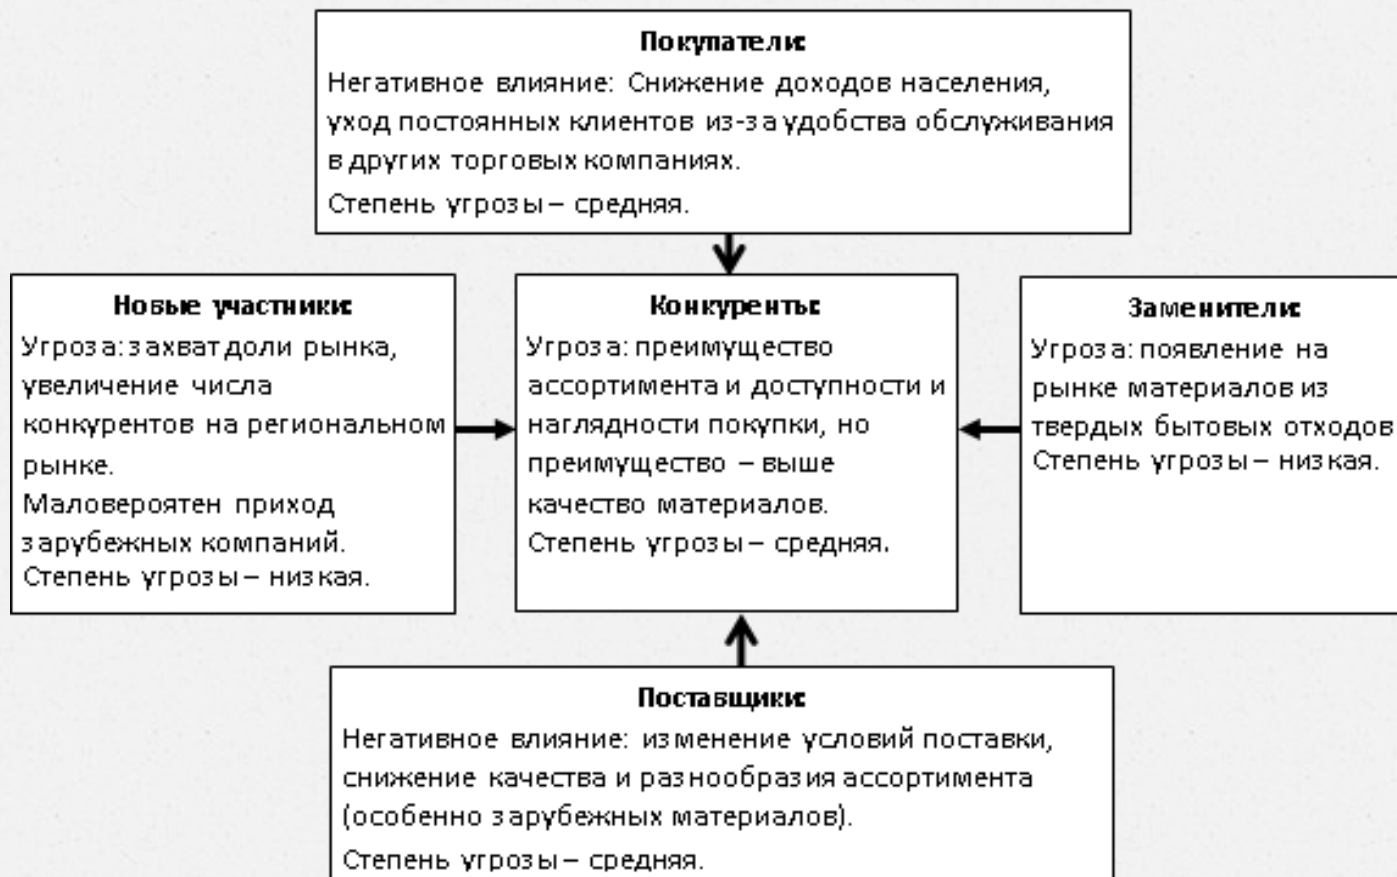 Покупатели:
Негативное влияние: Снижение доходов населения,
уход постоянных клиентов из-за удобства обслуживания
в других торговых компаниях.
Степень угрозы – средняя.
Новые участники:
Угроза: захват доли рынка,
увеличение числа
конкурентов на региональном
рынке.
Маловероятен приход
зарубежных компаний.
Степень угрозы – низкая.
Конкуренты:
Угроза: преимущество
ассортимента и доступности и
наглядности покупки, но
преимущество – выше
качество материалов.
Степень угрозы – средняя.
Заменители:
Угроза: появление на
рынке материалов из
твердых бытовых отходов
Степень угрозы – низкая.
Поставщики:
Негативное влияние: изменение условий поставки,
снижение качества и разнообразия ассортимента
(особенно зарубежных материалов).
Степень угрозы – средняя.